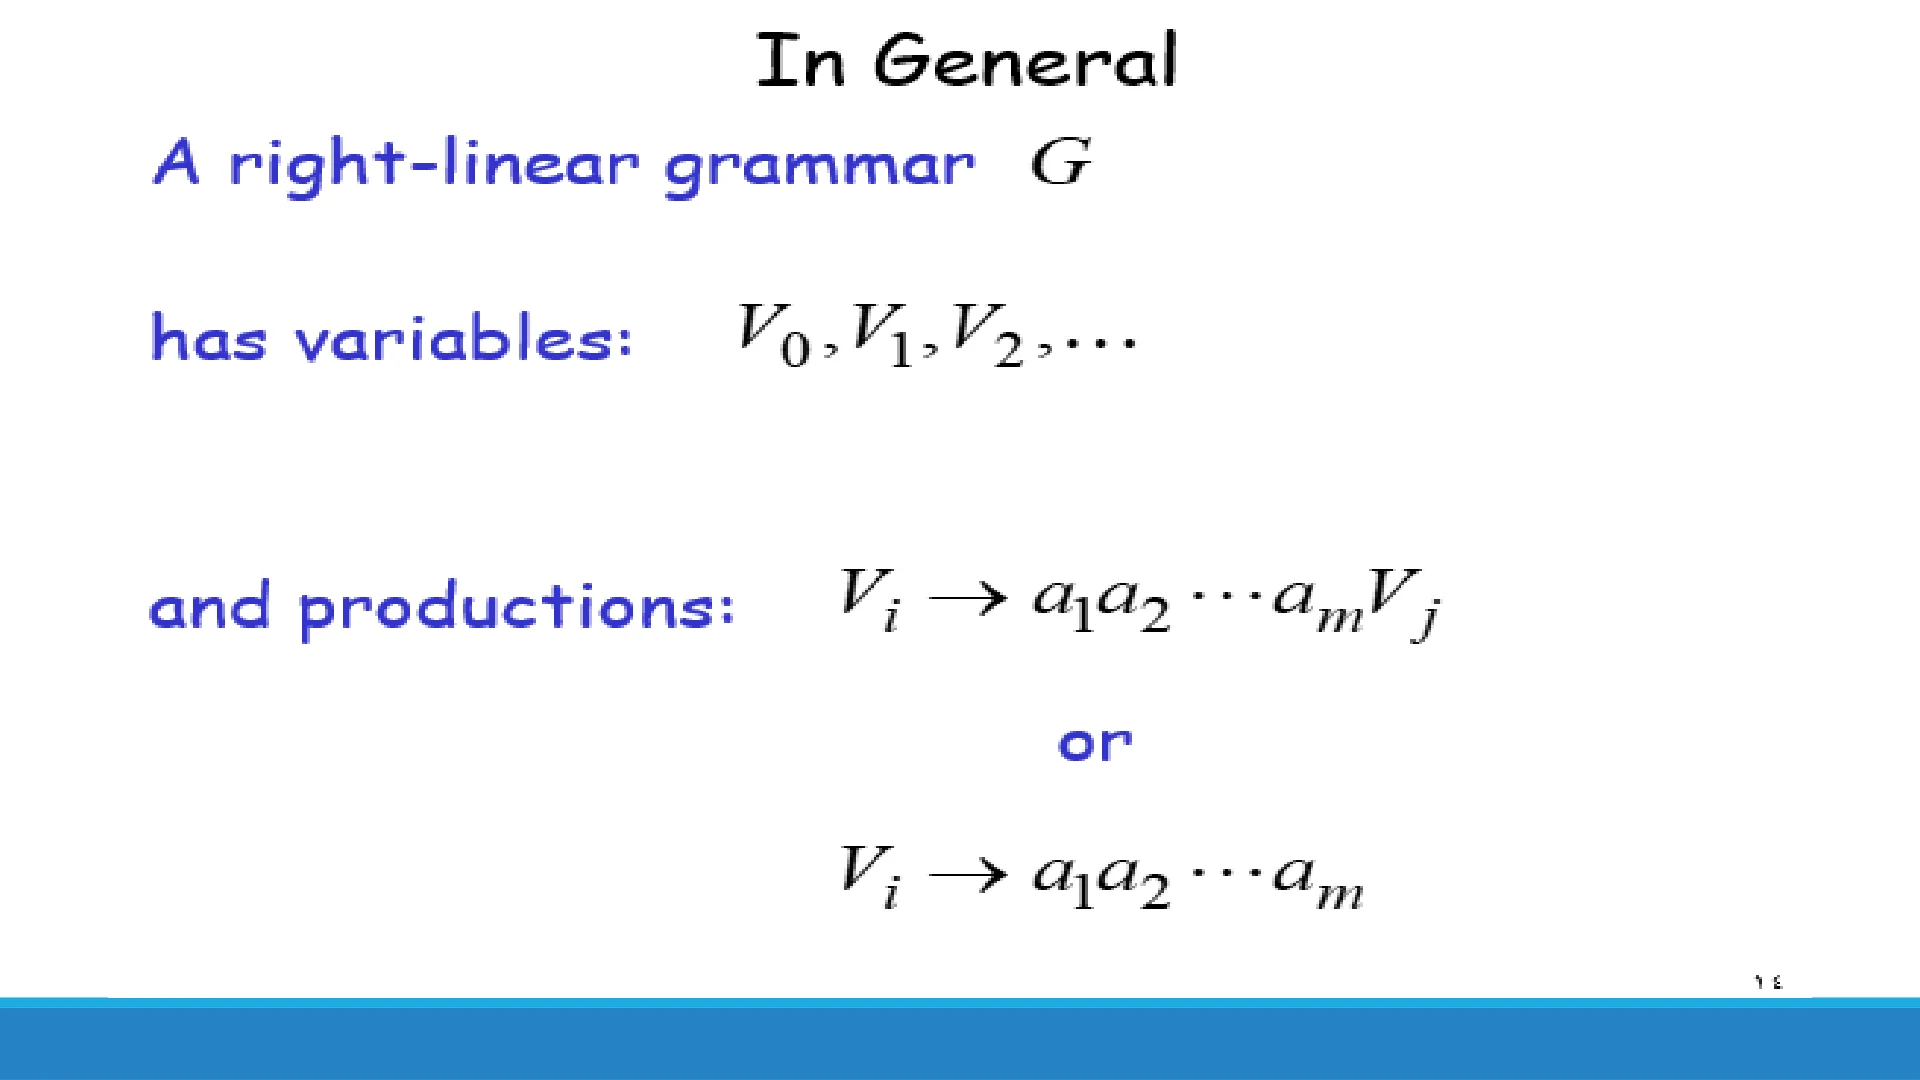 In General
A right-linear grammar G
has variables: V₀, V₁, V₂, ⋯
and productions: Vᵢ → a₁a₂ ⋯ aₘVⱼ
or
Vᵢ → a₁a₂ ⋯ aₘ
١٤